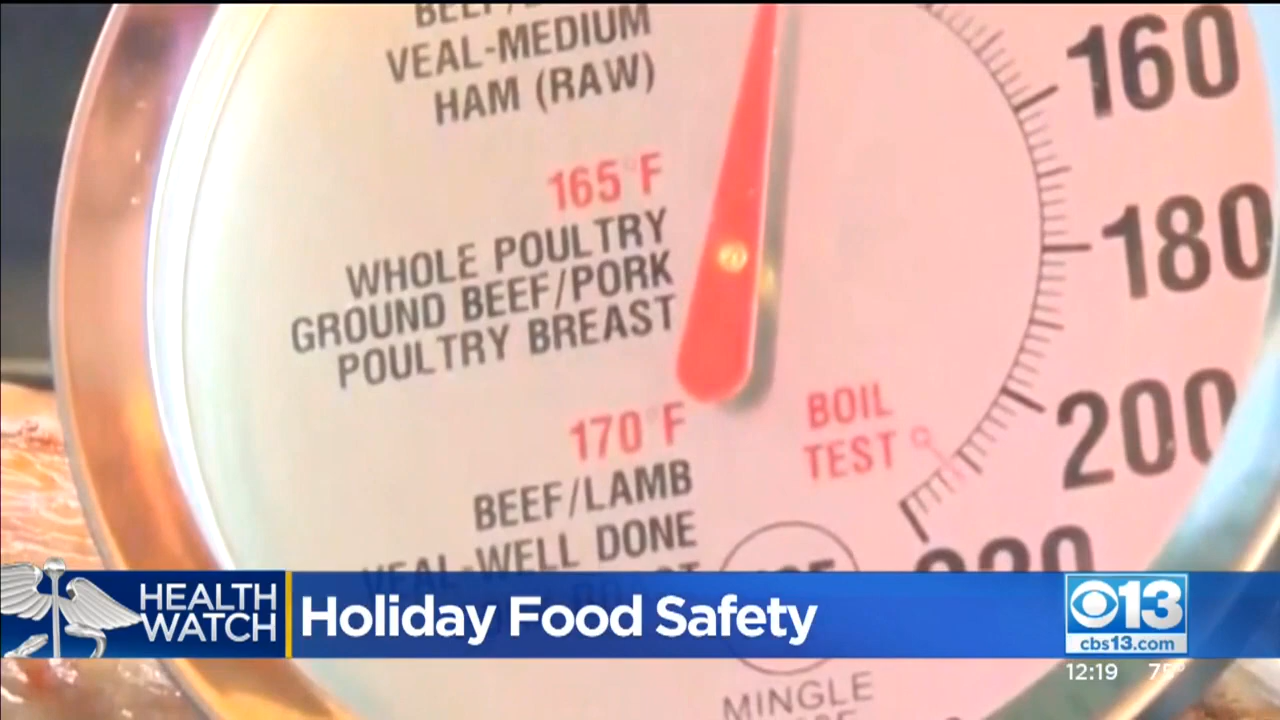 VEAL-MEDIUM
HAM (RAW)
165°F
WHOLE POULTRY
GROUND BEEF/PORK
POULTRY BREAST
170°F
BEEF/LAMB
VEAL-WELL DONE
BOIL
TEST
160
180
200
HEALTH
WATCH
Holiday Food Safety
13
cbs13.com
12:19 75°
MINGLE